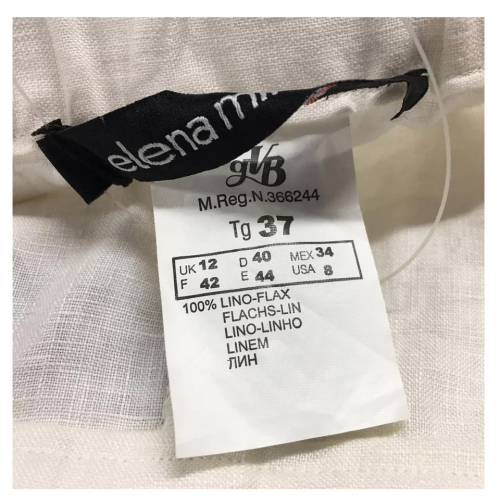 elena mi
gVB
M.Reg.N.366244
Tg 37
UK 12 D 40 MEX 34
F 42 E 44 USA 8
100% LINO-FLAX
FLACHS-LIN
LINO-LINHO
LINEM
ЛИН